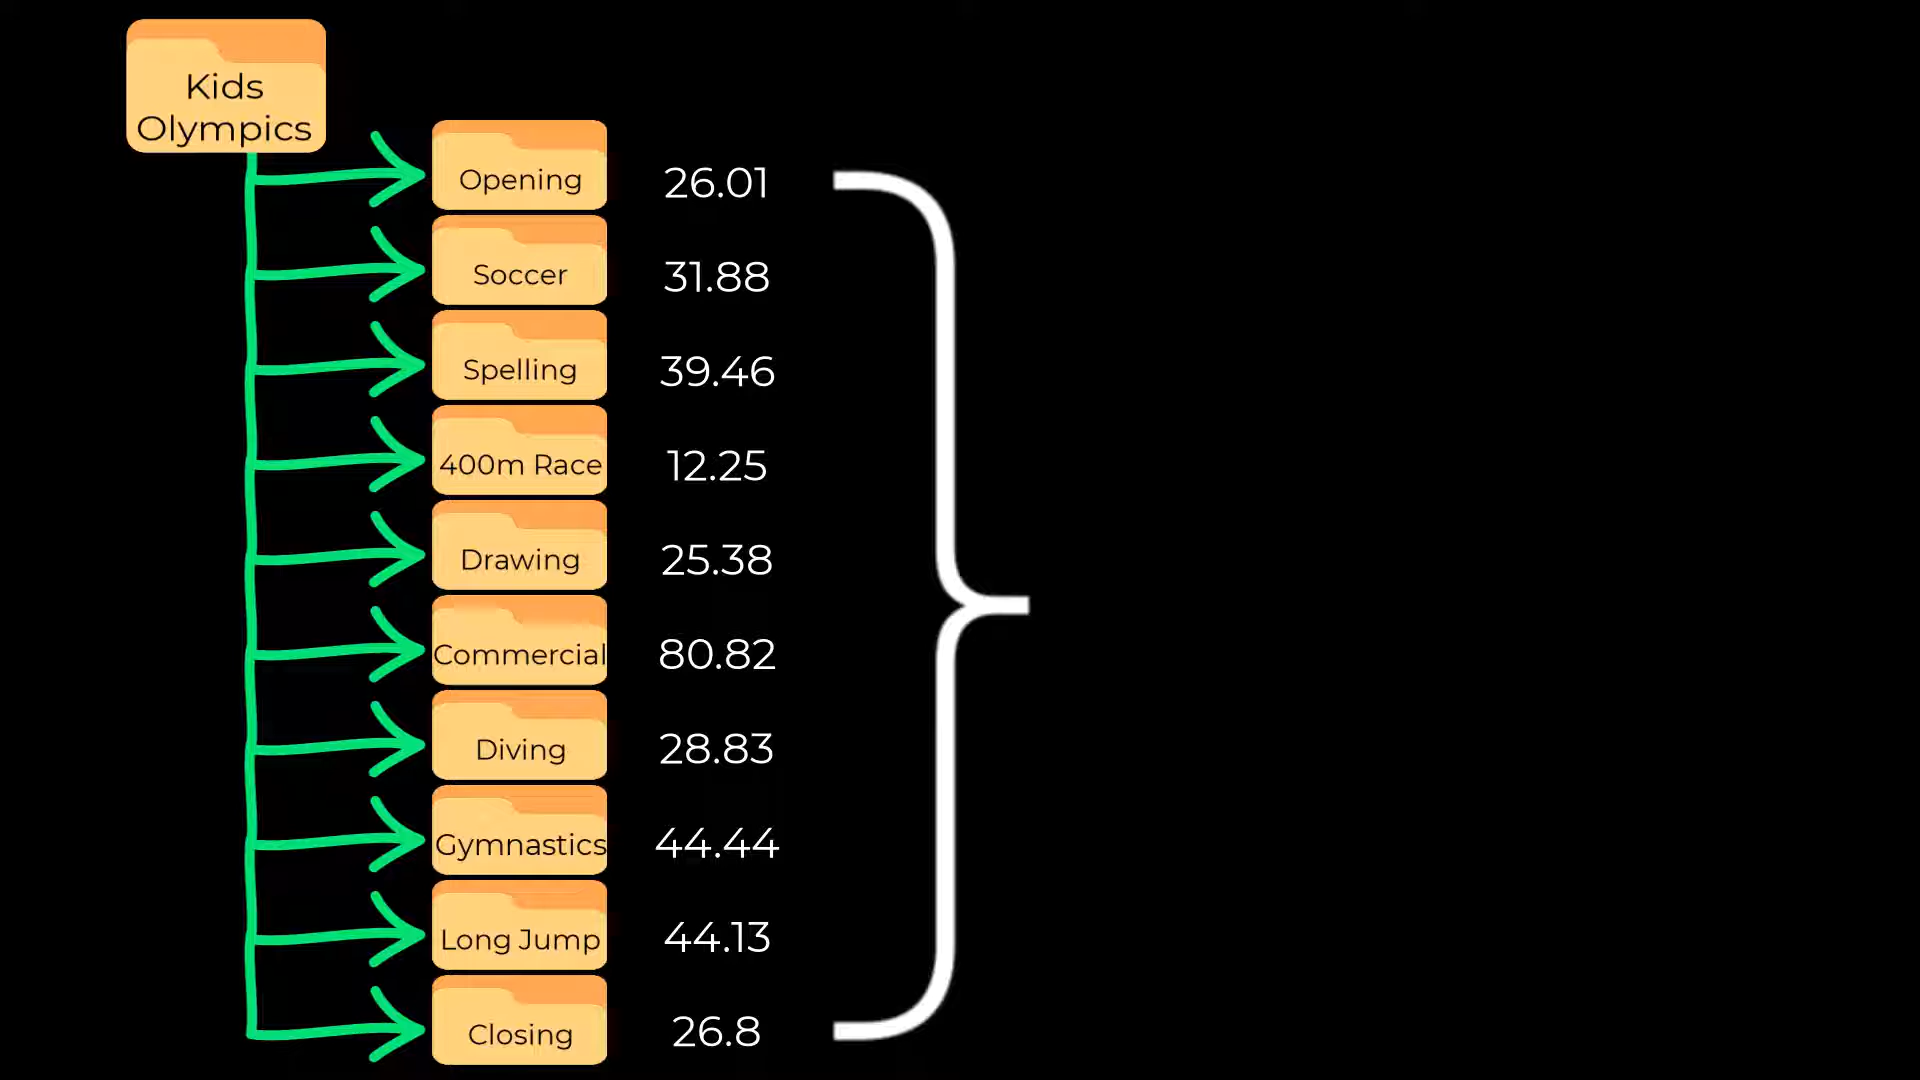 Kids
Olympics
Opening 26.01
Soccer 31.88
Spelling 39.46
400m Race 12.25
Drawing 25.38
Commercial 80.82
Diving 28.83
Gymnastics 44.44
Long Jump 44.13
Closing 26.8